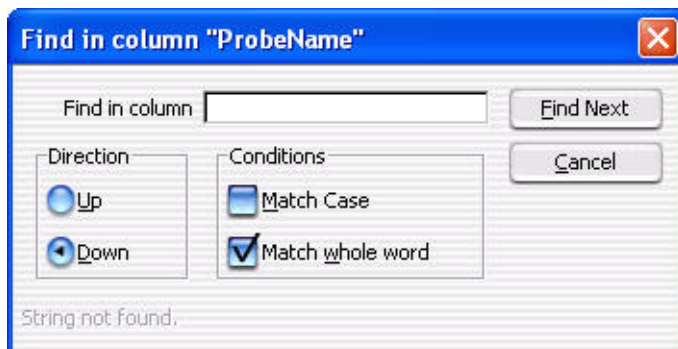 Find in column "ProbeName"
Find in column
Find Next
Direction
Conditions
Cancel
Up
Match Case
Down
Match whole word
String not found.